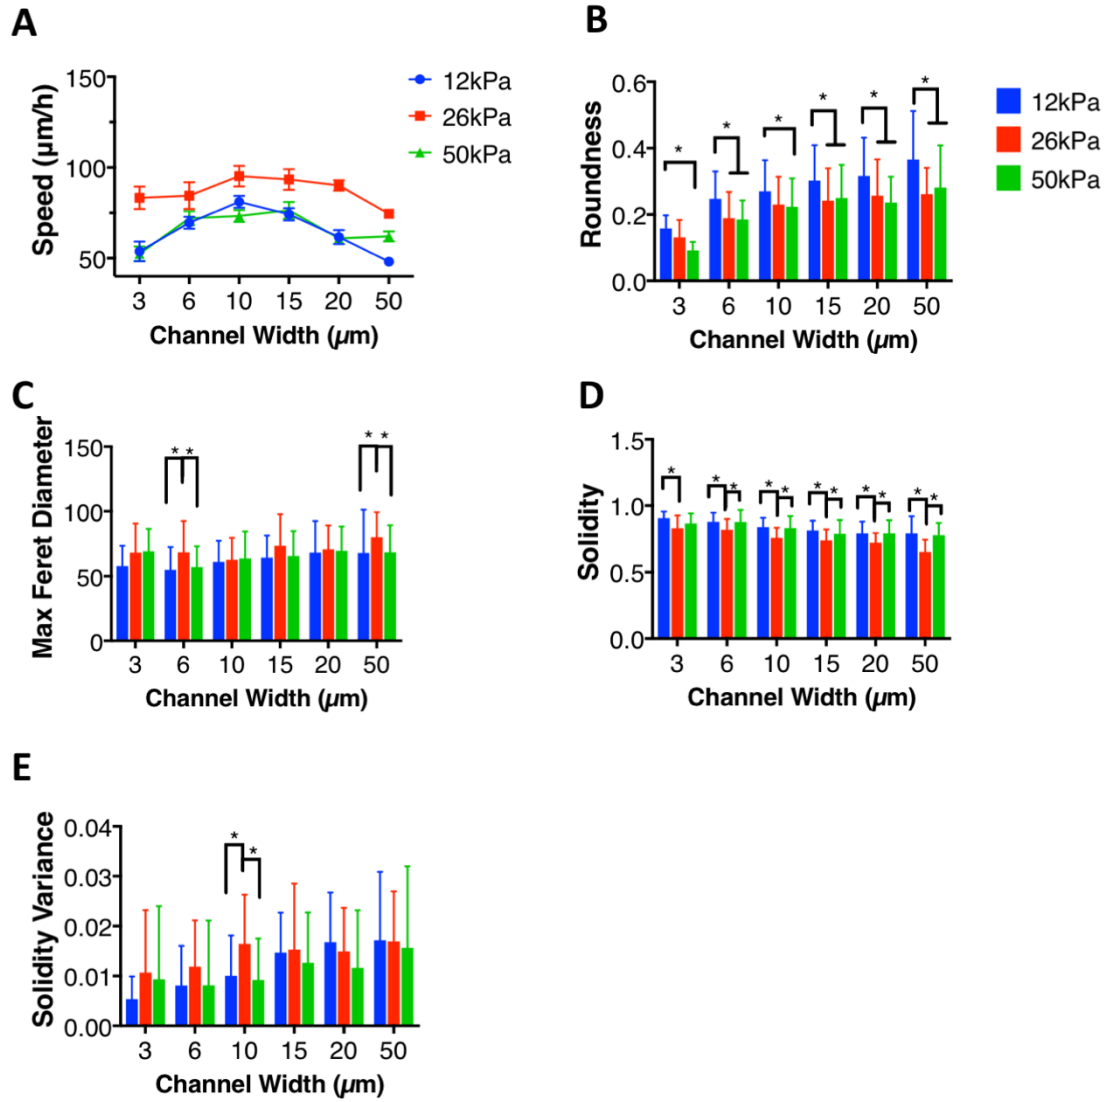 A
Speed (µm/h)
150
100
50
3 6 10 15 20 50
Channel Width (µm)
12kPa
26kPa
50kPa
B
Roundness
0.6
0.4
0.2
0.0
* * * * * *
3 6 10 15 20 50
Channel Width (µm)
12kPa
26kPa
50kPa
C
Max Feret Diameter
150
100
50
0
* * * *
3 6 10 15 20 50
Channel Width (µm)
D
Solidity
1.5
1.0
0.5
0.0
* * * * * * * * * * *
3 6 10 15 20 50
Channel Width (µm)
E
Solidity Variance
0.04
0.03
0.02
0.01
0.00
* *
3 6 10 15 20 50
Channel Width (µm)